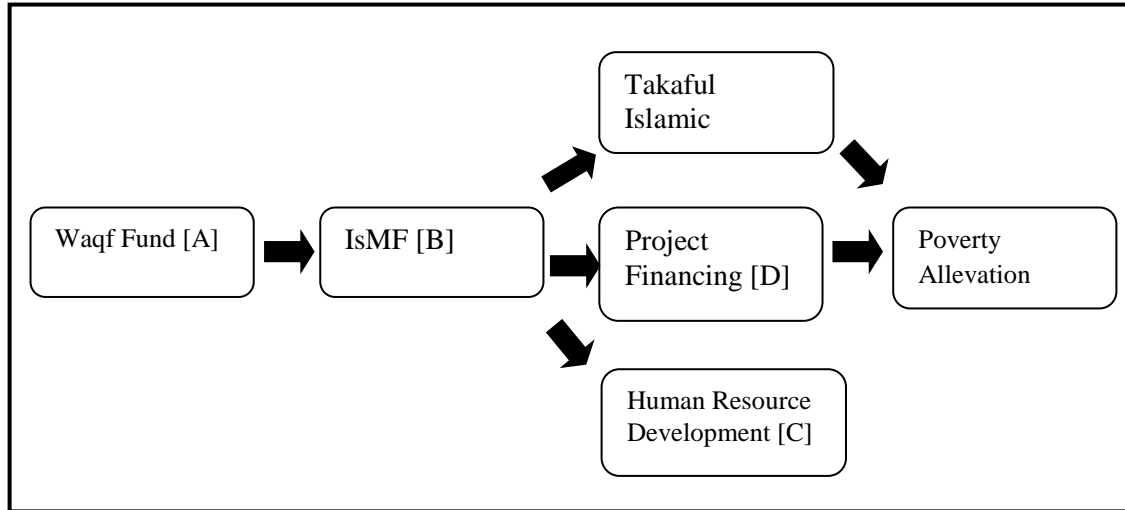 Takaful
Islamic
Waqf Fund [A]
IsMF [B]
Project
Financing [D]
Poverty
Allevation
Human Resource
Development [C]